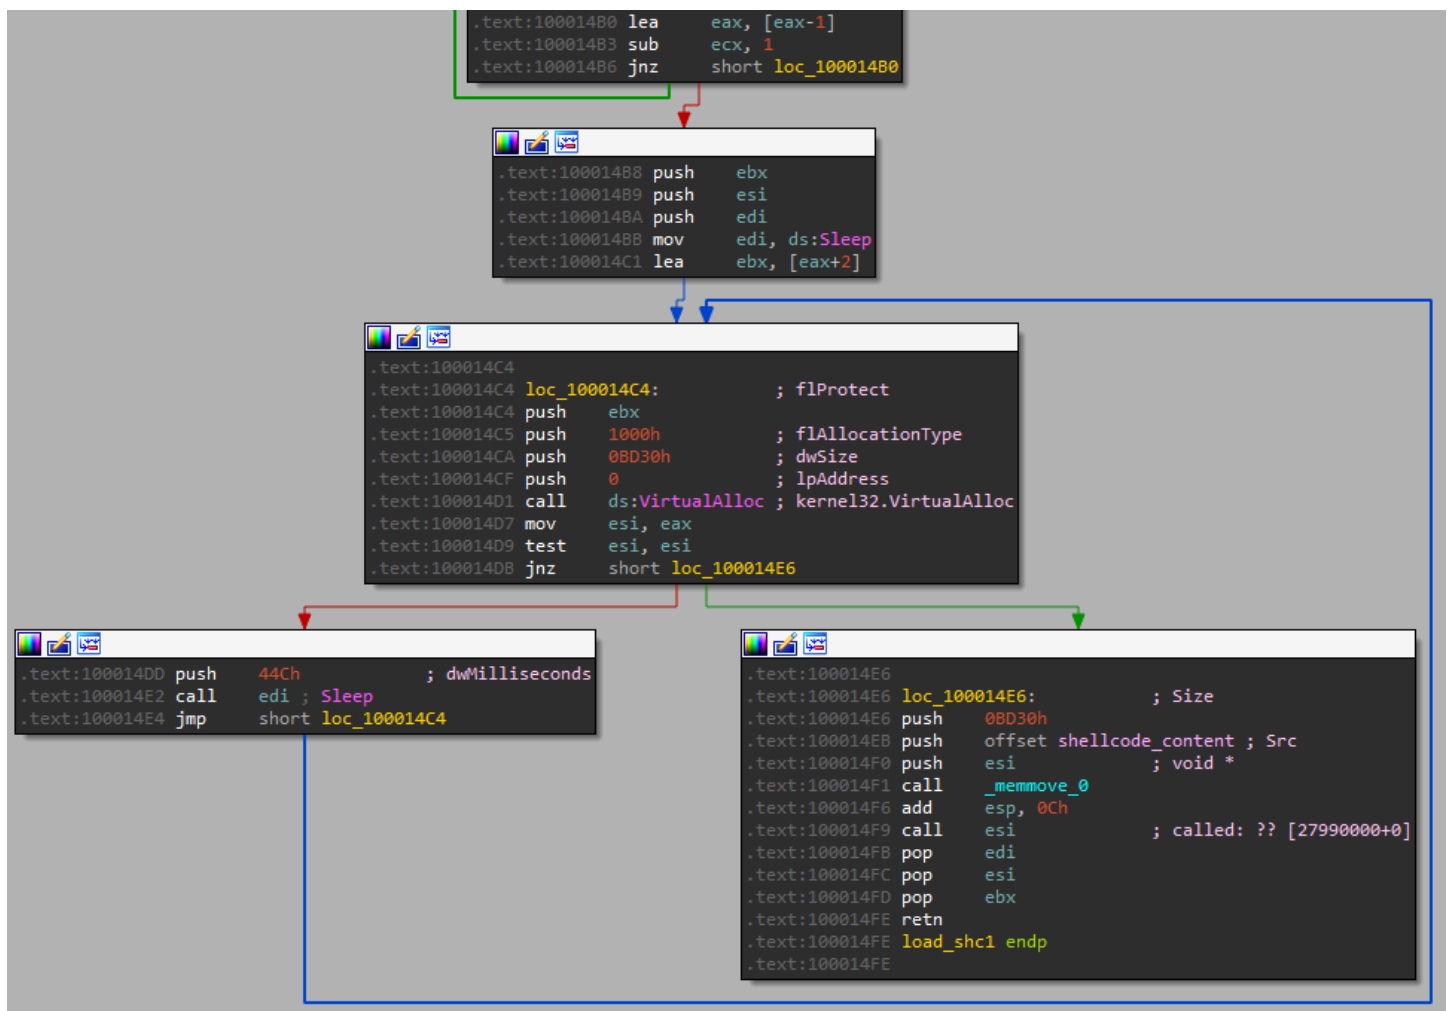 .text:100014B0 lea eax, [eax-1]
.text:100014B3 sub ecx, 1
.text:100014B6 jnz short loc_100014B0
.text:100014B8 push ebx
.text:100014B9 push esi
.text:100014BA push edi
.text:100014BB mov edi, ds:Sleep
.text:100014C1 lea ebx, [eax+2]
.text:100014C4
.text:100014C4 loc_100014C4: ; flProtect
.text:100014C4 push ebx
.text:100014C5 push 1000h ; flAllocationType
.text:100014CA push 0BD30h ; dwSize
.text:100014CF push 0 ; lpAddress
.text:100014D1 call ds:VirtualAlloc ; kernel32.VirtualAlloc
.text:100014D7 mov esi, eax
.text:100014D9 test esi, esi
.text:100014DB jnz short loc_100014E6
.text:100014DD push 44Ch ; dwMilliseconds
.text:100014E2 call edi ; Sleep
.text:100014E4 jmp short loc_100014C4
.text:100014E6
.text:100014E6 loc_100014E6: ; Size
.text:100014E6 push 0BD30h
.text:100014EB push offset shellcode_content ; Src
.text:100014F0 push esi ; void *
.text:100014F1 call _memmove_0
.text:100014F6 add esp, 0Ch
.text:100014F9 call esi ; called: ?? [27990000+0]
.text:100014FB pop edi
.text:100014FC pop esi
.text:100014FD pop ebx
.text:100014FE retn
.text:100014FE load_shc1 endp
.text:100014FE